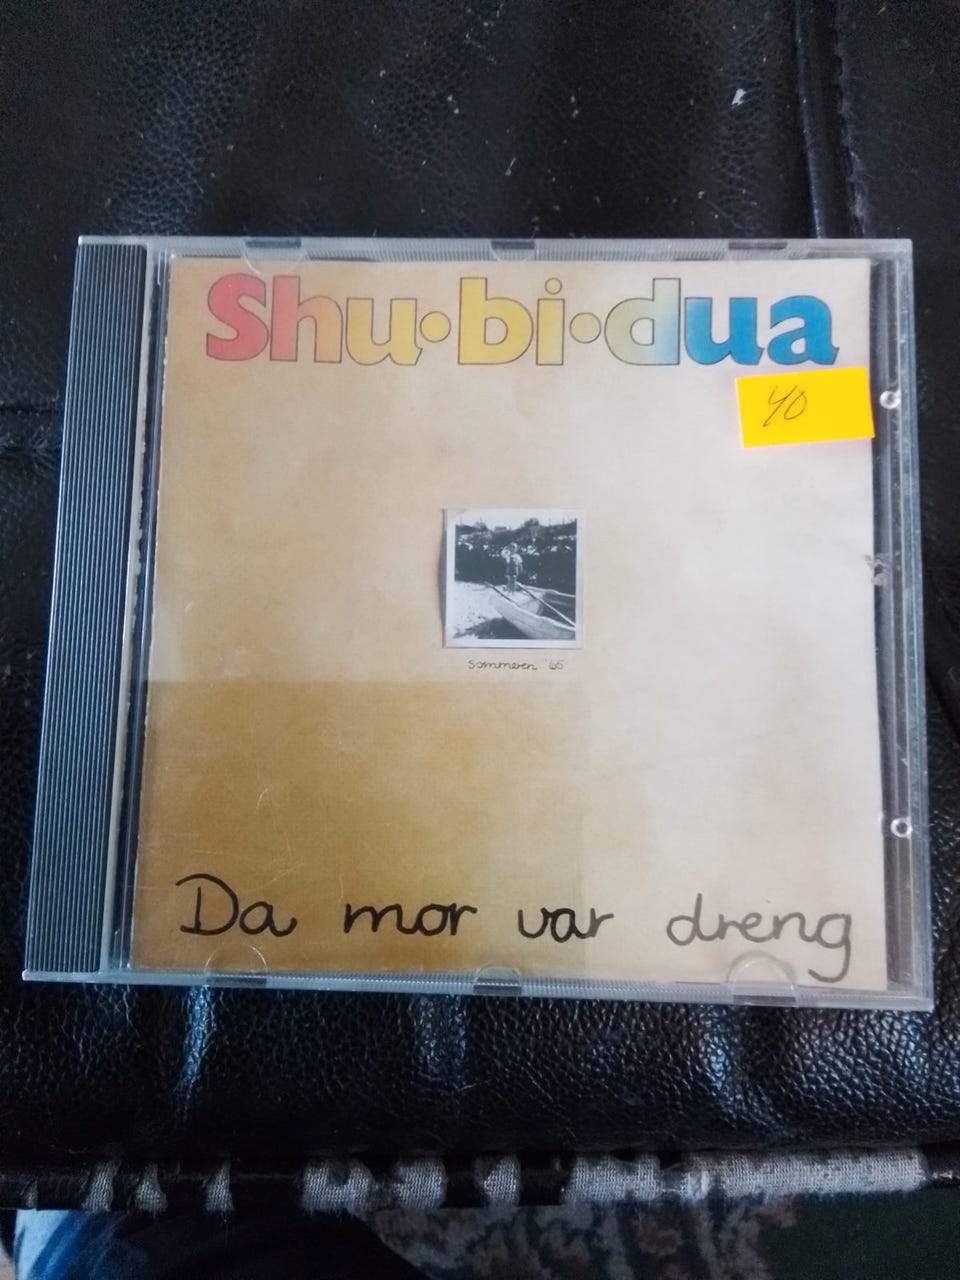 Shu·bi·dua
40
sommeren '65
Da mor var dreng